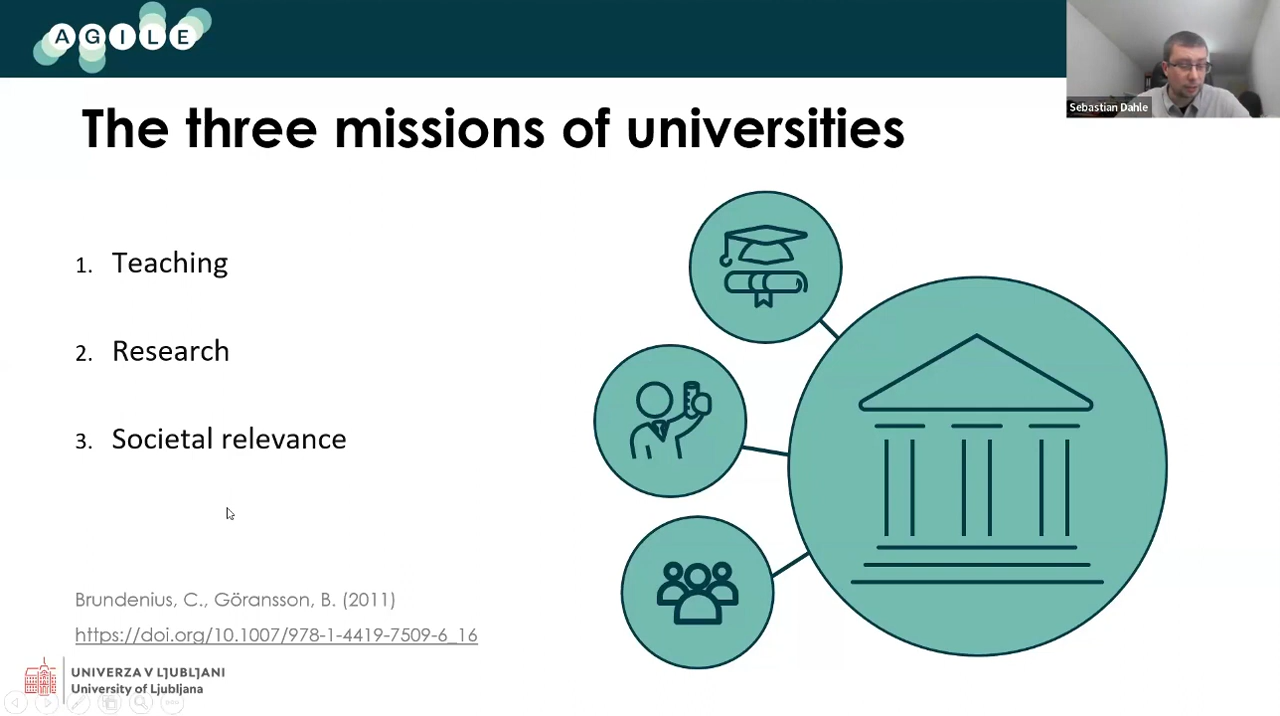 AGILE
Sebastian Dahle
The three missions of universities
1. Teaching
2. Research
3. Societal relevance
Brundenius, C., Göransson, B. (2011)
https://doi.org/10.1007/978-1-4419-7509-6_16
UNIVERZA V LJUBLJANI
University of Ljubljana